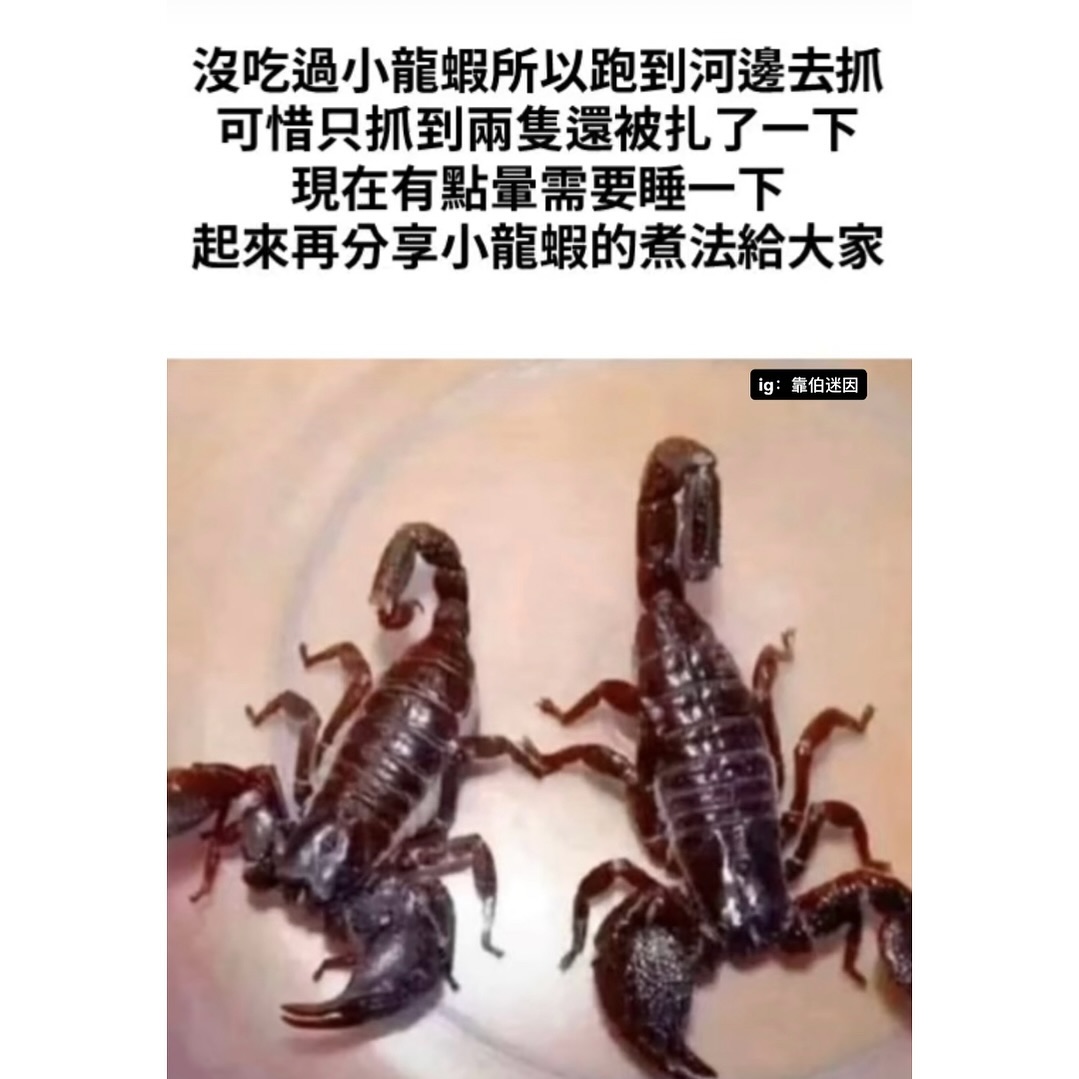 沒吃過小龍蝦所以跑到河邊去抓
可惜只抓到兩隻還被扎了一下
現在有點暈需要睡一下
起來再分享小龍蝦的煮法給大家
ig：靠伯迷因